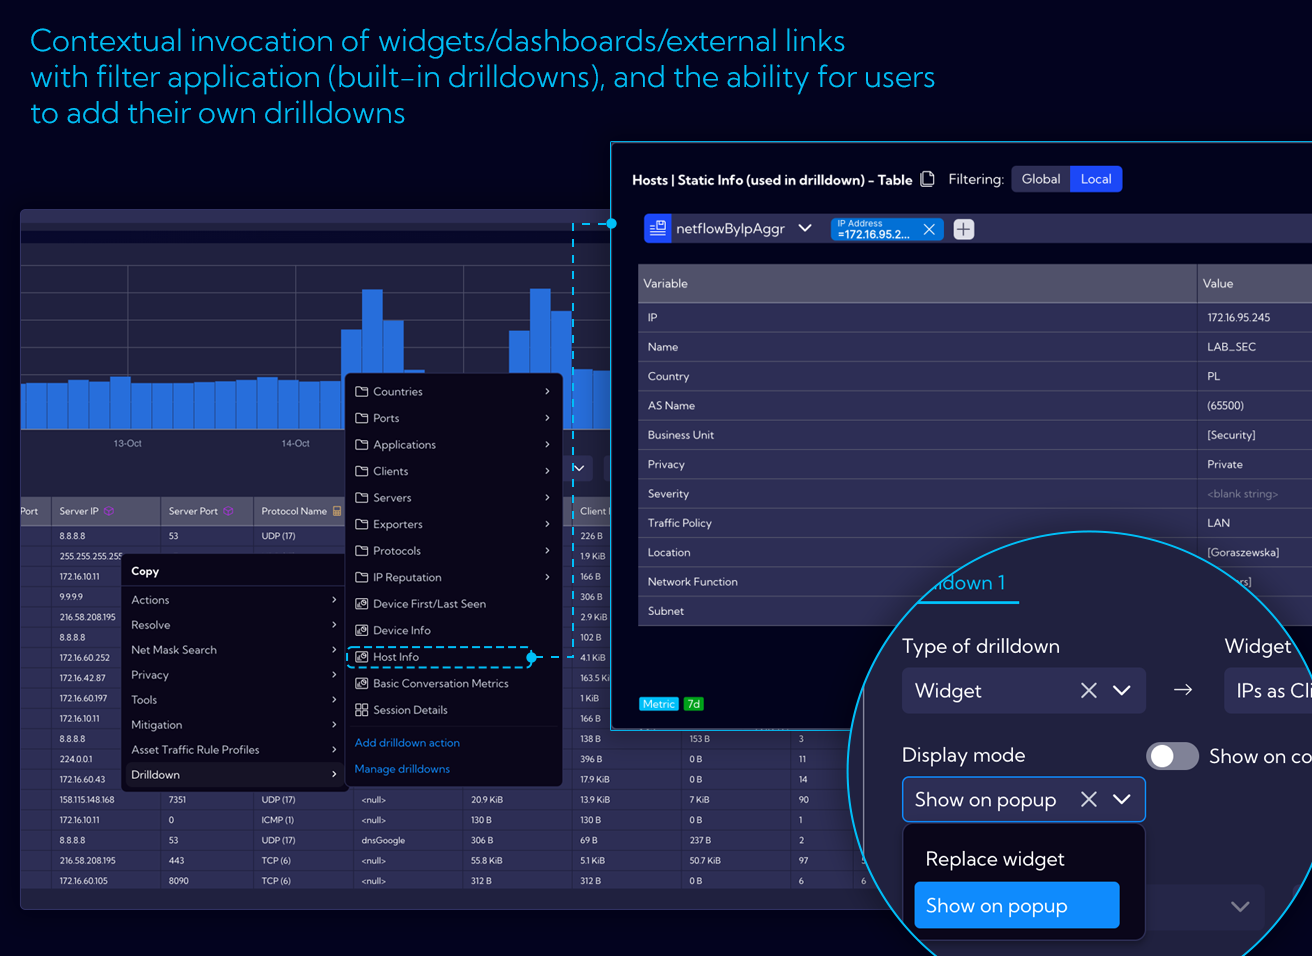 Contextual invocation of widgets/dashboards/external links
with filter application (built-in drilldowns), and the ability for users
to add their own drilldowns
Hosts | Static Info (used in drilldown) - Table Filtering: Global Local
netflowByIpAggr
IP Address
=172.16.95.2...
Variable Value
IP 172.16.95.245
Name LAB_SEC
Country PL
AS Name (65500)
Business Unit [Security]
Privacy Private
Severity <blank string>
Traffic Policy LAN
Location [Goraszewska]
Network Function
Subnet
Metric 7d
13-Oct 14-Oct
Port Server IP Server Port Protocol Name Client
8.8.8.8 53 UDP (17) 226 B
255.255.255.255 1.9 KiB
172.16.10.11 166 B
9.9.9.9 306 B
216.58.208.195 2.9 KiB
8.8.8.8 102 B
172.16.60.252 4.1 KiB
172.16.42.87 163.5 Ki
172.16.60.197 1 KiB
172.16.10.11 166 B
8.8.8.8 138 B 153 B 3
224.0.0.1 396 B 0 B 11
172.16.60.43 17.9 KiB 0 B 14
158.115.148.168 7351 UDP (17) <null> 20.9 KiB 13.9 KiB 7 KiB 90
172.16.10.11 0 ICMP (1) <null> 130 B 130 B 0 B 1
8.8.8.8 53 UDP (17) dnsGoogle 306 B 69 B 237 B 2
216.58.208.195 443 TCP (6) <null> 55.8 KiB 5.1 KiB 50.7 KiB 97
172.16.60.105 8090 TCP (6) <null> 312 B 312 B 0 B 6 6
Copy
Actions
Resolve
Net Mask Search
Privacy
Tools
Mitigation
Asset Traffic Rule Profiles
Drilldown
Countries
Ports
Applications
Clients
Servers
Exporters
Protocols
IP Reputation
Device First/Last Seen
Device Info
Host Info
Basic Conversation Metrics
Session Details
Add drilldown action
Manage drilldowns
ldown 1
Type of drilldown Widget
Widget IPs as Cli
Display mode Show on co
Show on popup
Replace widget
Show on popup